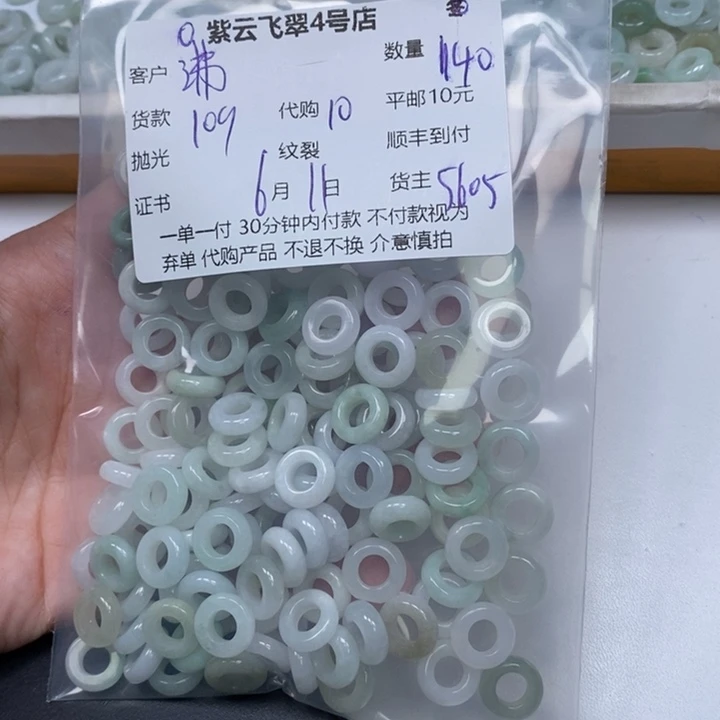 紫云飞翠4号店
客户 数量 140
货款 109 代购 10 平邮10元
抛光 纹裂 顺丰到付
证书 6月11日 货主 5605
一单一付 30分钟内付款 不付款视为
弃单 代购产品 不退不换 介意慎拍